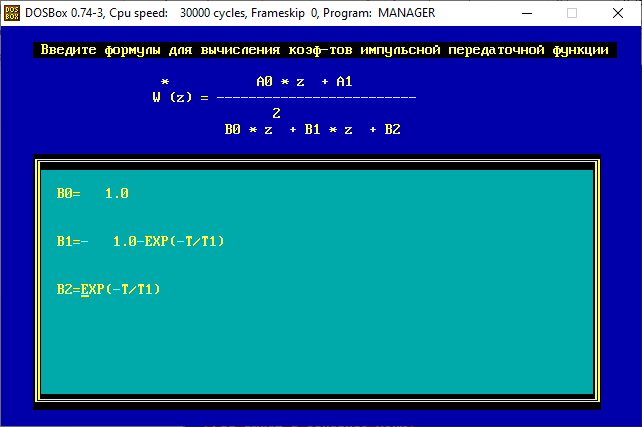 DOSBox 0.74-3, Cpu speed: 30000 cycles, Frameskip 0, Program: MANAGER
Введите формулы для вычисления коэф-тов импульсной передаточной функции
* A0 * z + A1
W (z) = -------------------------
2
B0 * z + B1 * z + B2
B0= 1.0
B1=- 1.0-EXP(-T/T1)
B2=EXP(-T/T1)